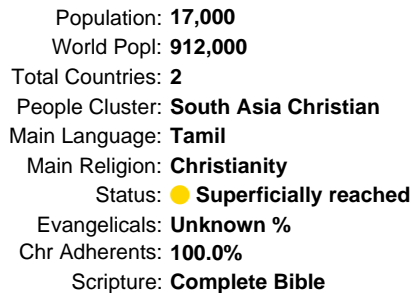 Population: 17,000
World Popl: 912,000
Total Countries: 2
People Cluster: South Asia Christian
Main Language: Tamil
Main Religion: Christianity
Status: Superficially reached
Evangelicals: Unknown %
Chr Adherents: 100.0%
Scripture: Complete Bible